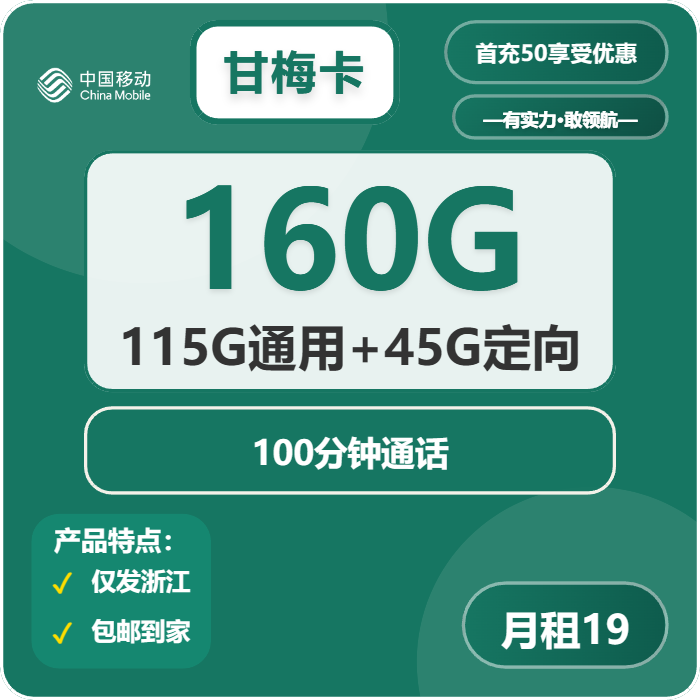 中国移动
China Mobile
甘梅卡
首充50享受优惠
—有实力·敢领航—
160G
115G通用+45G定向
100分钟通话
产品特点：
✓ 仅发浙江
✓ 包邮到家
月租19